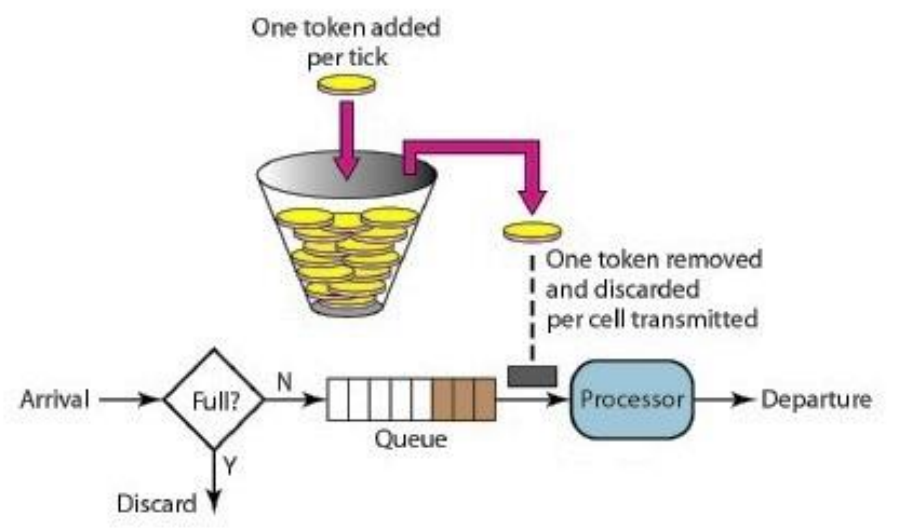 One token added
per tick
One token removed
and discarded
per cell transmitted
Arrival
Full?
N
Queue
Processor
Departure
Y
Discard